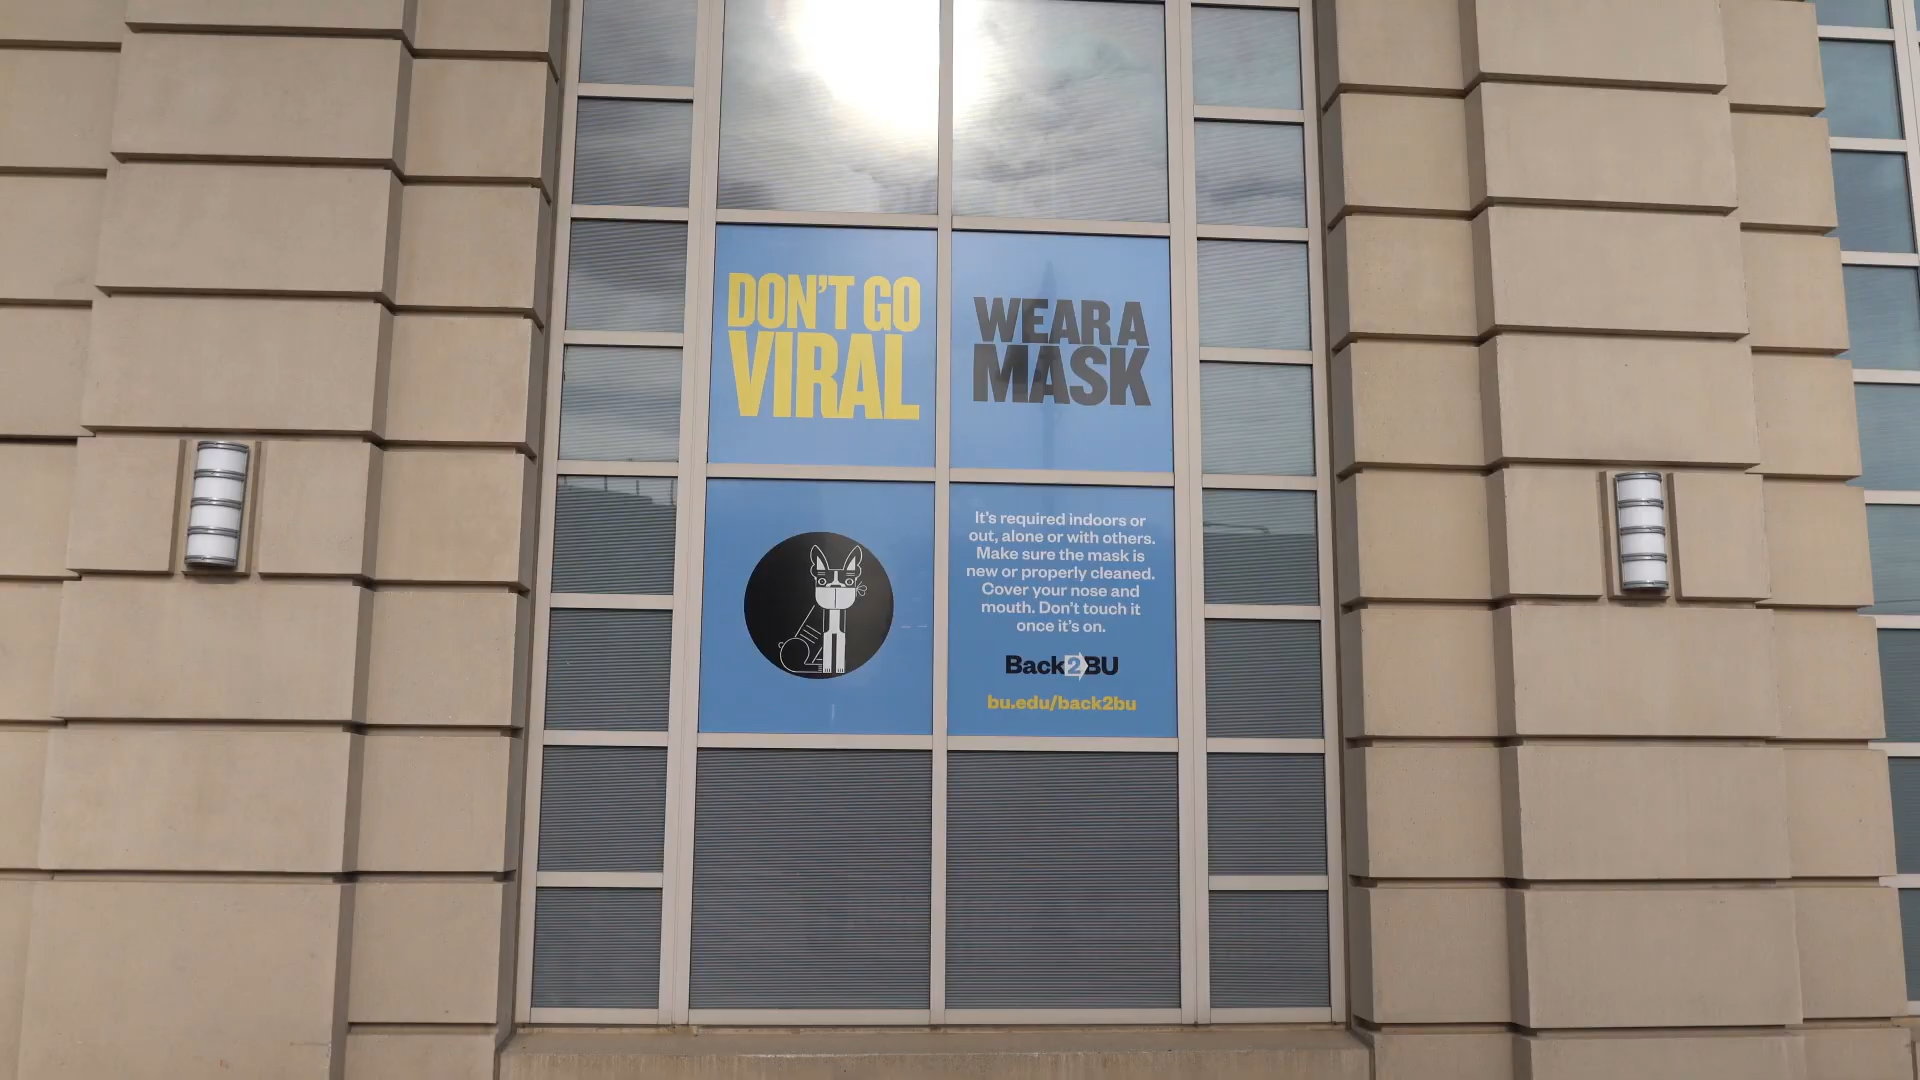 DON'T GO
VIRAL
WEAR A
MASK
It's required indoors or
out, alone or with others.
Make sure the mask is
new or properly cleaned.
Cover your nose and
mouth. Don't touch it
once it's on.
Back2BU
bu.edu/back2bu